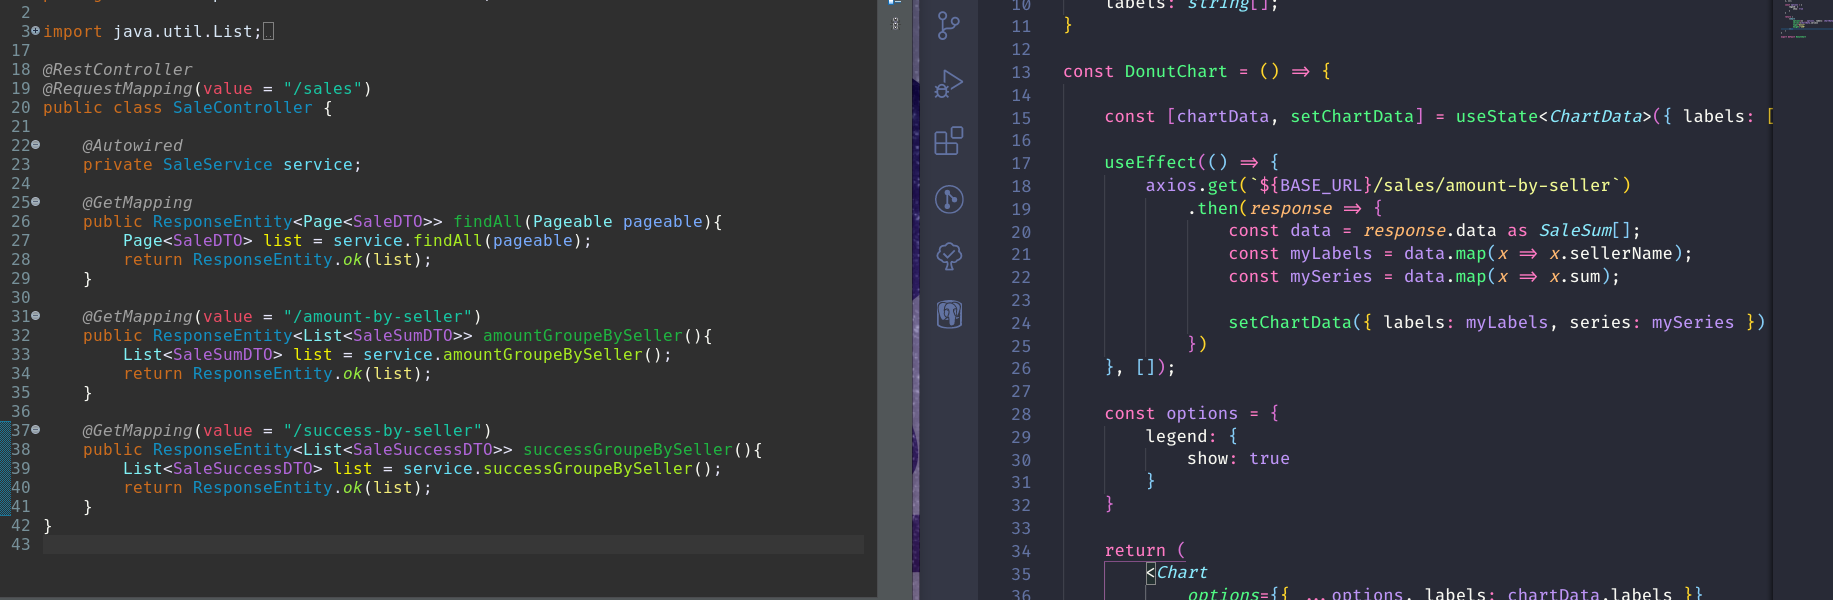 2
3 import java.util.List;
17
18 @RestController
19 @RequestMapping(value = "/sales")
20 public class SaleController {
21
22     @Autowired
23     private SaleService service;
24
25     @GetMapping
26     public ResponseEntity<Page<SaleDTO>> findAll(Pageable pageable){
27         Page<SaleDTO> list = service.findAll(pageable);
28         return ResponseEntity.ok(list);
29     }
30
31     @GetMapping(value = "/amount-by-seller")
32     public ResponseEntity<List<SaleSumDTO>> amountGroupeBySeller(){
33         List<SaleSumDTO> list = service.amountGroupeBySeller();
34         return ResponseEntity.ok(list);
35     }
36
37     @GetMapping(value = "/success-by-seller")
38     public ResponseEntity<List<SaleSuccessDTO>> successGroupeBySeller(){
39         List<SaleSuccessDTO> list = service.successGroupeBySeller();
40         return ResponseEntity.ok(list);
41     }
42 }
43
10     labels: string[];
11 }
12
13 const DonutChart = () => {
14
15     const [chartData, setChartData] = useState<ChartData>({ labels: [
16
17     useEffect(() => {
18         axios.get(`${BASE_URL}/sales/amount-by-seller`)
19             .then(response => {
20                 const data = response.data as SaleSum[];
21                 const myLabels = data.map(x => x.sellerName);
22                 const mySeries = data.map(x => x.sum);
23
24                 setChartData({ labels: myLabels, series: mySeries })
25             })
26     }, []);
27
28     const options = {
29         legend: {
30             show: true
31         }
32     }
33
34     return (
35         <Chart
36             options={{ ...options, labels: chartData.labels }}